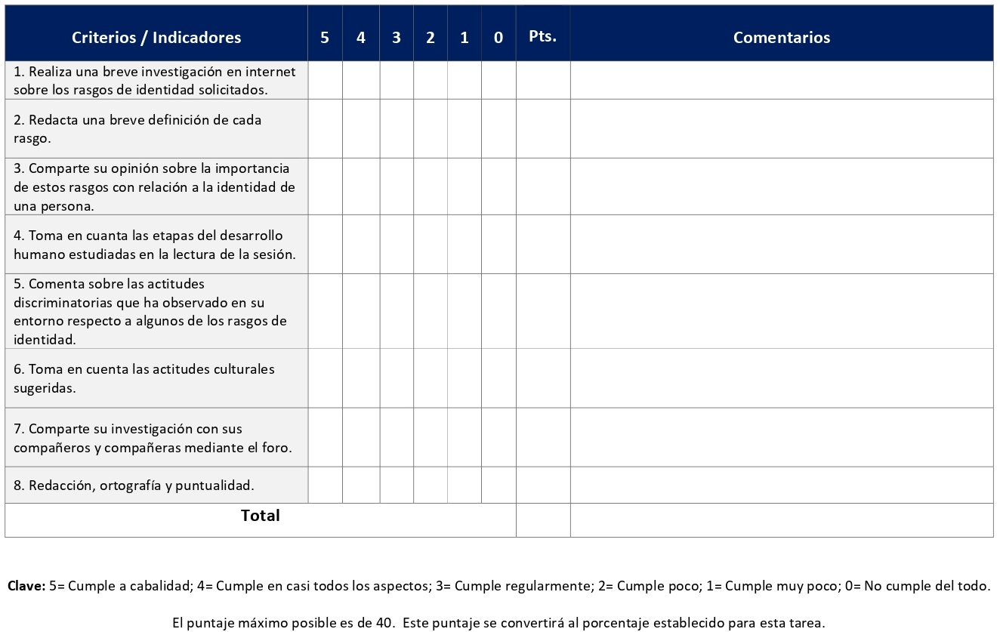 Criterios / Indicadores 5 4 3 2 1 0 Pts. Comentarios
1. Realiza una breve investigación en internet
sobre los rasgos de identidad solicitados.
2. Redacta una breve definición de cada
rasgo.
3. Comparte su opinión sobre la importancia
de estos rasgos con relación a la identidad de
una persona.
4. Toma en cuanta las etapas del desarrollo
humano estudiadas en la lectura de la sesión.
5. Comenta sobre las actitudes
discriminatorias que ha observado en su
entorno respecto a algunos de los rasgos de
identidad.
6. Toma en cuenta las actitudes culturales
sugeridas.
7. Comparte su investigación con sus
compañeros y compañeras mediante el foro.
8. Redacción, ortografía y puntualidad.
Total
Clave: 5= Cumple a cabalidad; 4= Cumple en casi todos los aspectos; 3= Cumple regularmente; 2= Cumple poco; 1= Cumple muy poco; 0= No cumple del todo.
El puntaje máximo posible es de 40. Este puntaje se convertirá al porcentaje establecido para esta tarea.